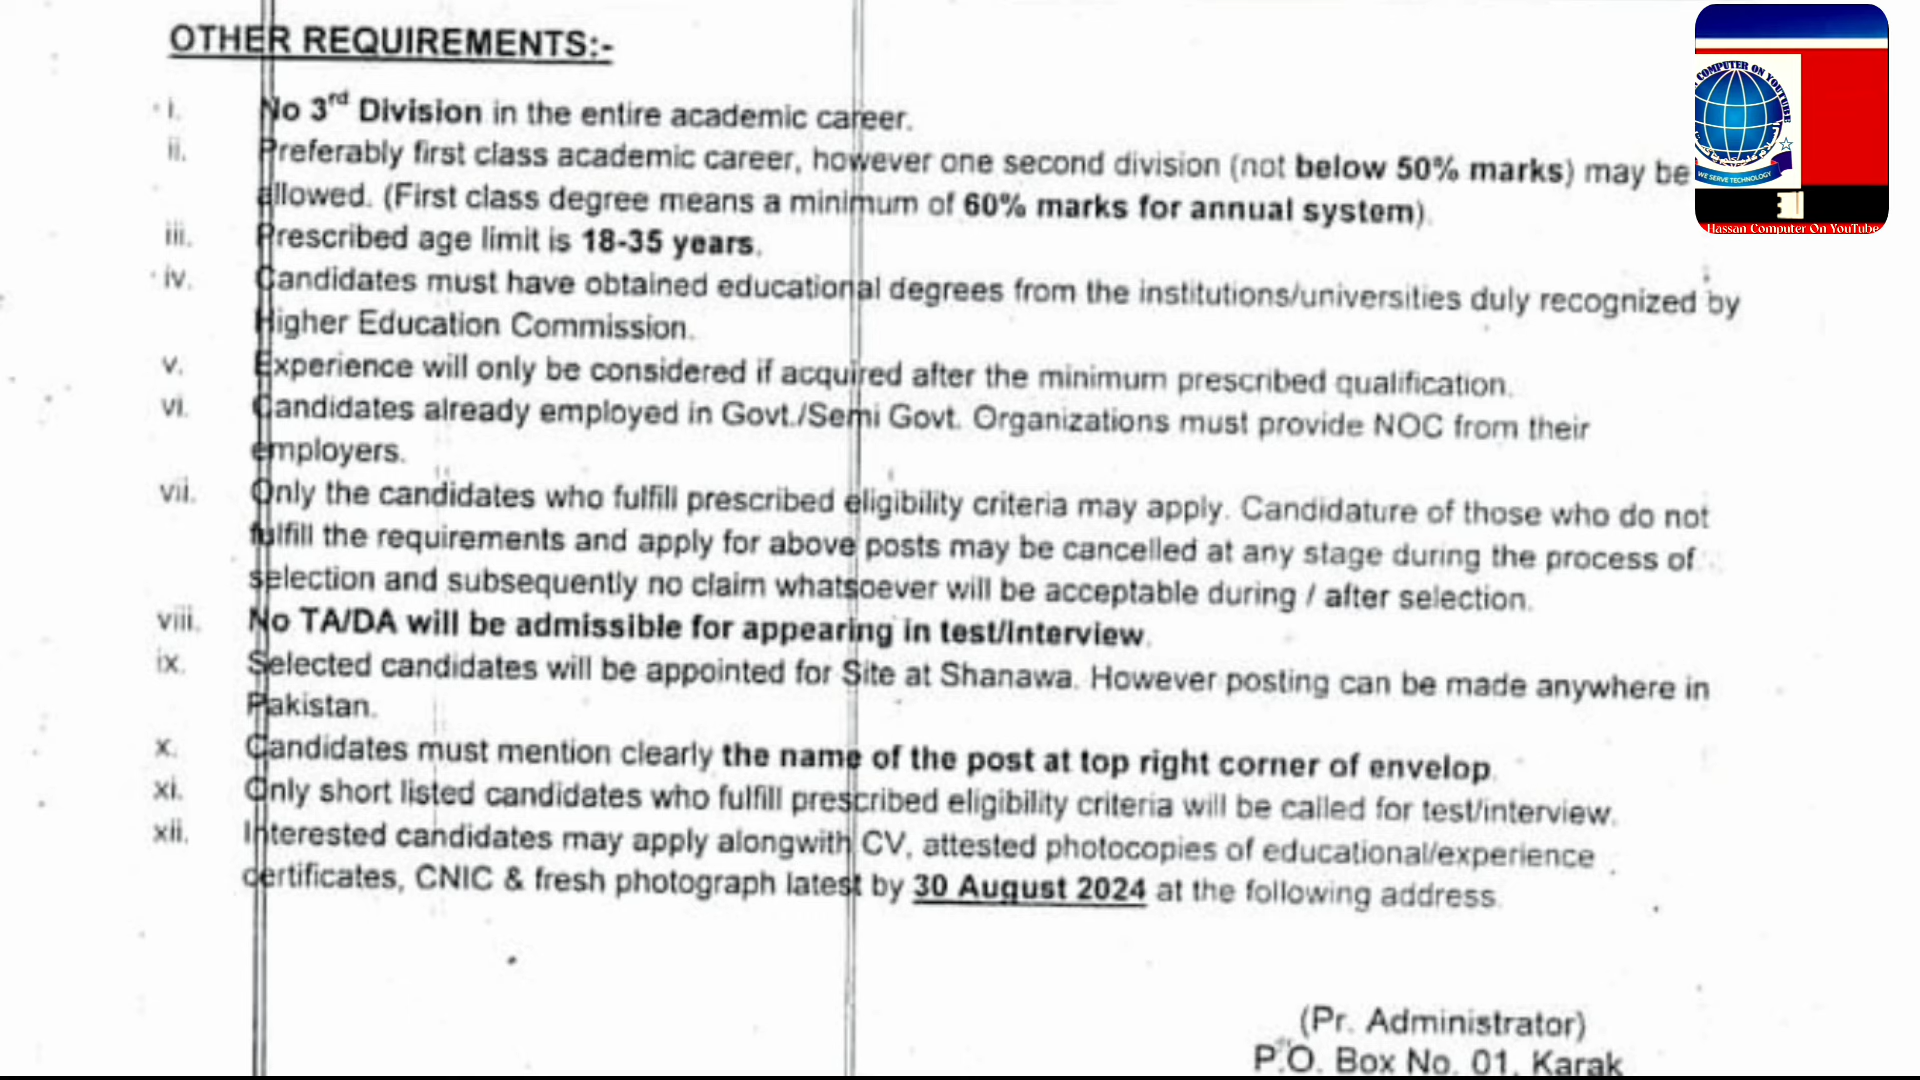 OTHER REQUIREMENTS:-
i. No 3rd Division in the entire academic career.
ii. Preferably first class academic career, however one second division (not below 50% marks) may be
allowed. (First class degree means a minimum of 60% marks for annual system).
iii. Prescribed age limit is 18-35 years.
iv. Candidates must have obtained educational degrees from the institutions/universities duly recognized by
Higher Education Commission.
v. Experience will only be considered if acquired after the minimum prescribed qualification.
vi. Candidates already employed in Govt./Semi Govt. Organizations must provide NOC from their
employers.
vii. Only the candidates who fulfill prescribed eligibility criteria may apply. Candidature of those who do not
fulfill the requirements and apply for above posts may be cancelled at any stage during the process of
selection and subsequently no claim whatsoever will be acceptable during / after selection.
viii. No TA/DA will be admissible for appearing in test/Interview.
ix. Selected candidates will be appointed for Site at Shanawa. However posting can be made anywhere in
Pakistan.
x. Candidates must mention clearly the name of the post at top right corner of envelop.
xi. Only short listed candidates who fulfill prescribed eligibility criteria will be called for test/interview.
xii. Interested candidates may apply alongwith CV, attested photocopies of educational/experience
certificates, CNIC & fresh photograph latest by 30 August 2024 at the following address.
(Pr. Administrator)
P.O. Box No. 01, Karak
COMPUTER ON YOUTUBE
WE SERVE TECHNOLOGY
Hassan Computer On YouTube